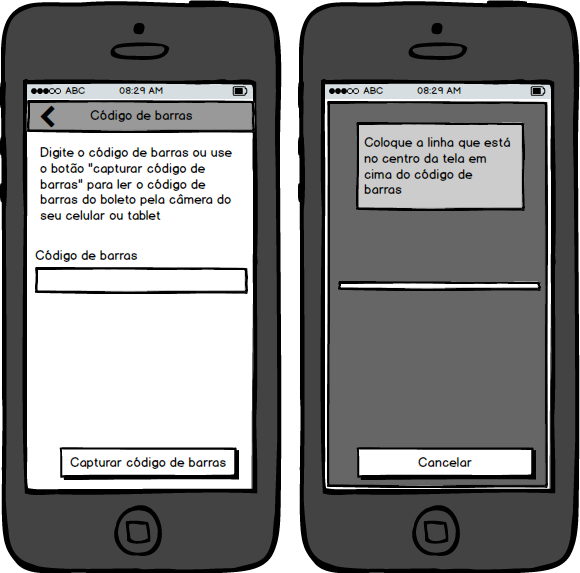 ABC 08:29 AM
Código de barras
Digite o código de barras ou use
o botão "capturar código de
barras" para ler o código de
barras do boleto pela câmera do
seu celular ou tablet
Código de barras
Capturar código de barras
ABC 08:29 AM
Coloque a linha que está
no centro da tela em
cima do código de
barras
Cancelar